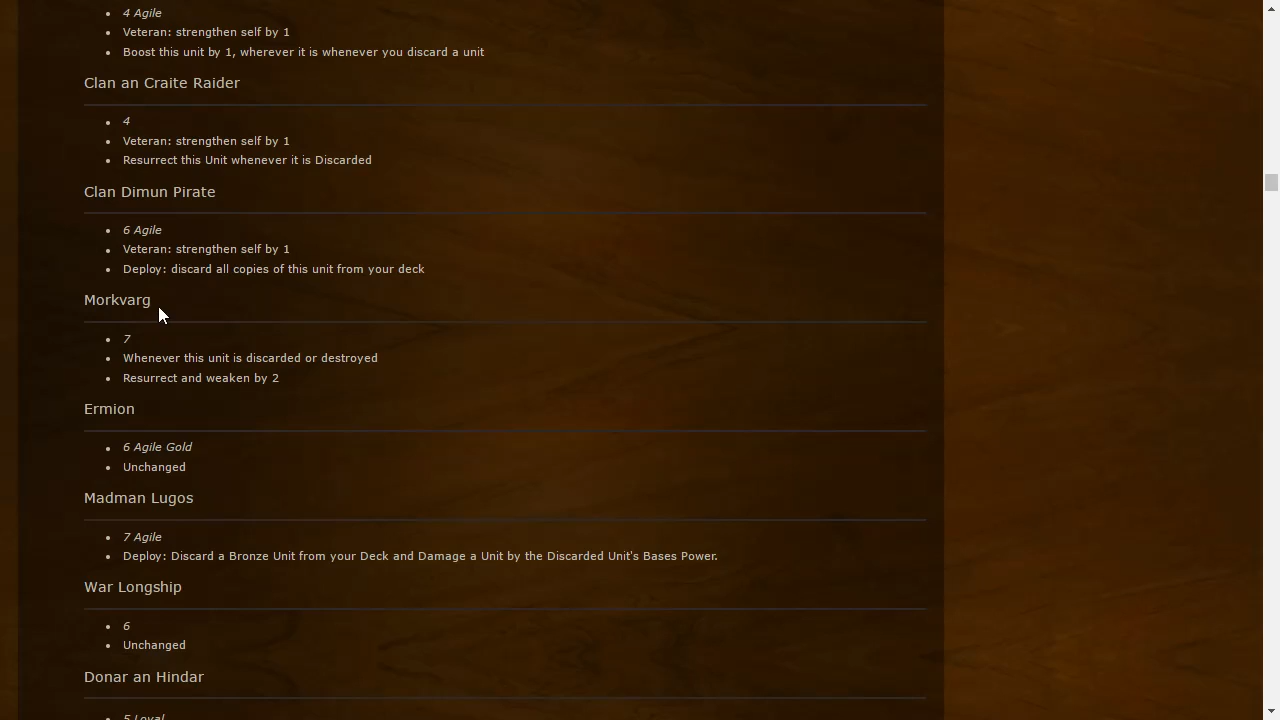 4 Agile
Veteran: strengthen self by 1
Boost this unit by 1, wherever it is whenever you discard a unit
Clan an Craite Raider
4
Veteran: strengthen self by 1
Resurrect this Unit whenever it is Discarded
Clan Dimun Pirate
6 Agile
Veteran: strengthen self by 1
Deploy: discard all copies of this unit from your deck
Morkvarg
7
Whenever this unit is discarded or destroyed
Resurrect and weaken by 2
Ermion
6 Agile Gold
Unchanged
Madman Lugos
7 Agile
Deploy: Discard a Bronze Unit from your Deck and Damage a Unit by the Discarded Unit's Bases Power.
War Longship
6
Unchanged
Donar an Hindar
5 Loyal